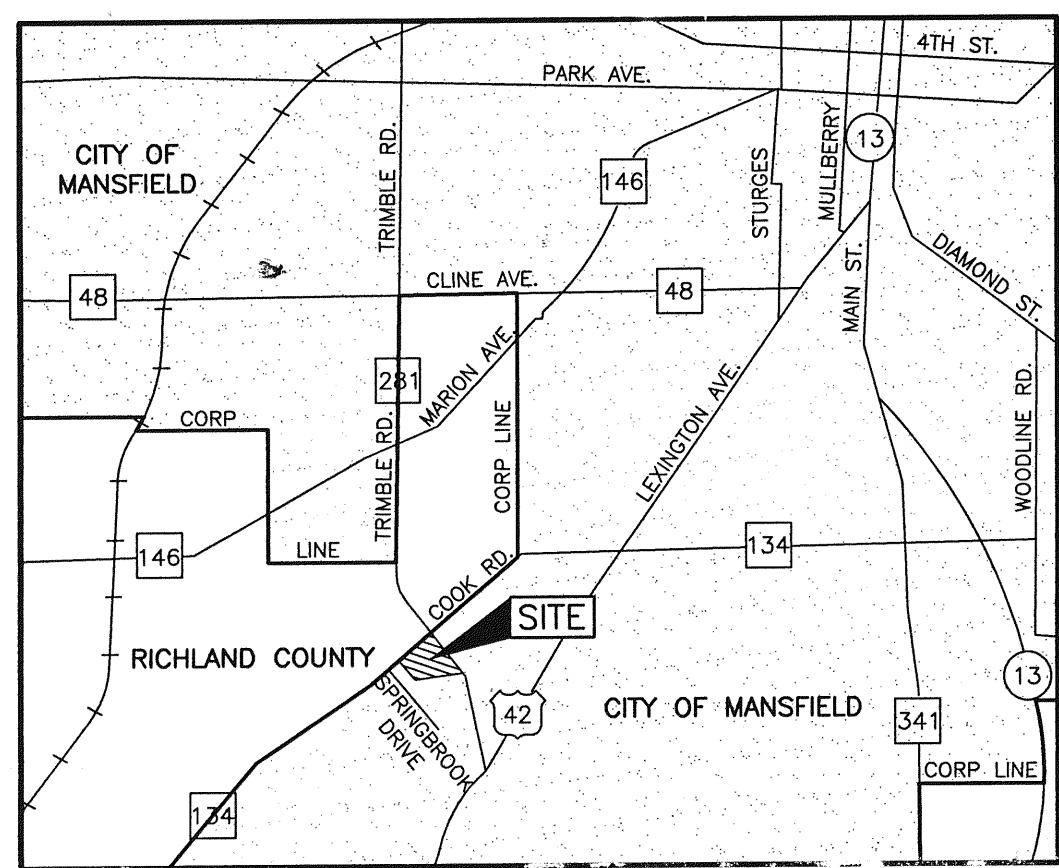 4TH ST.
PARK AVE.
CITY OF
MANSFIELD
TRIMBLE RD.
146
STURGES
MULLBERRY
13
DIAMOND ST.
48
CLINE AVE.
48
MAIN ST.
281
MARION AVE.
LEXINGTON AVE.
WOODLINE RD.
CORP
TRIMBLE RD.
CORP LINE
146
LINE
134
COOK RD.
SITE
RICHLAND COUNTY
SPRINGBROOK
DRIVE
42
CITY OF MANSFIELD
13
341
CORP LINE
134